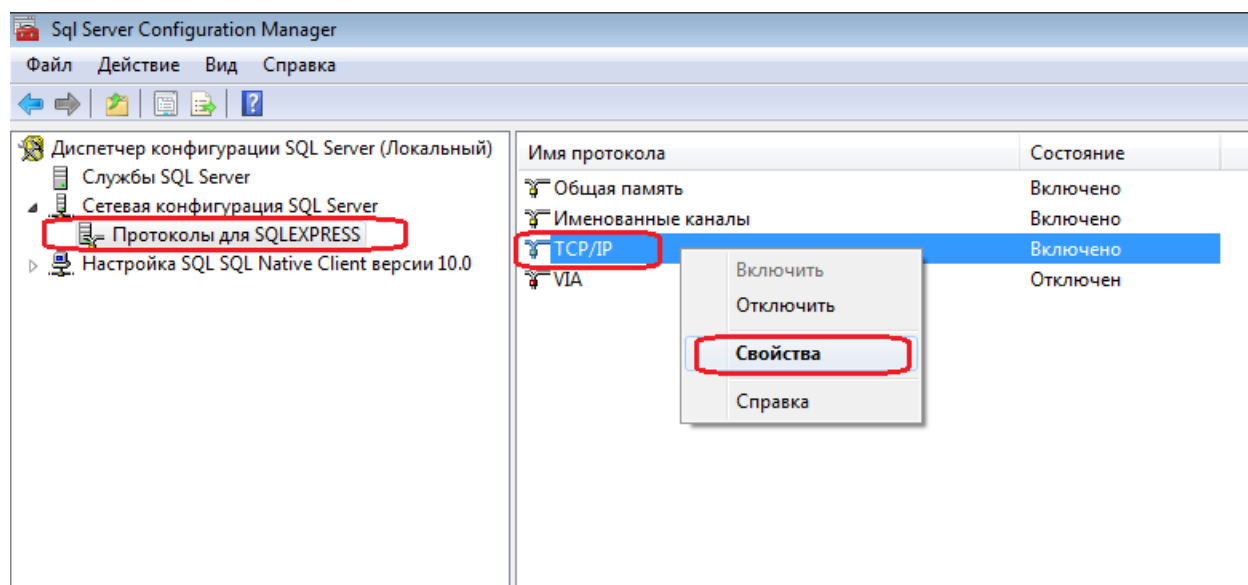 Sql Server Configuration Manager
Файл Действие Вид Справка
Диспетчер конфигурации SQL Server (Локальный)
Службы SQL Server
Сетевая конфигурация SQL Server
Протоколы для SQLEXPRESS
Настройка SQL SQL Native Client версии 10.0
Имя протокола Состояние
Общая память Включено
Именованные каналы Включено
TCP/IP Включено
VIA Отключен
Включить
Отключить
Свойства
Справка